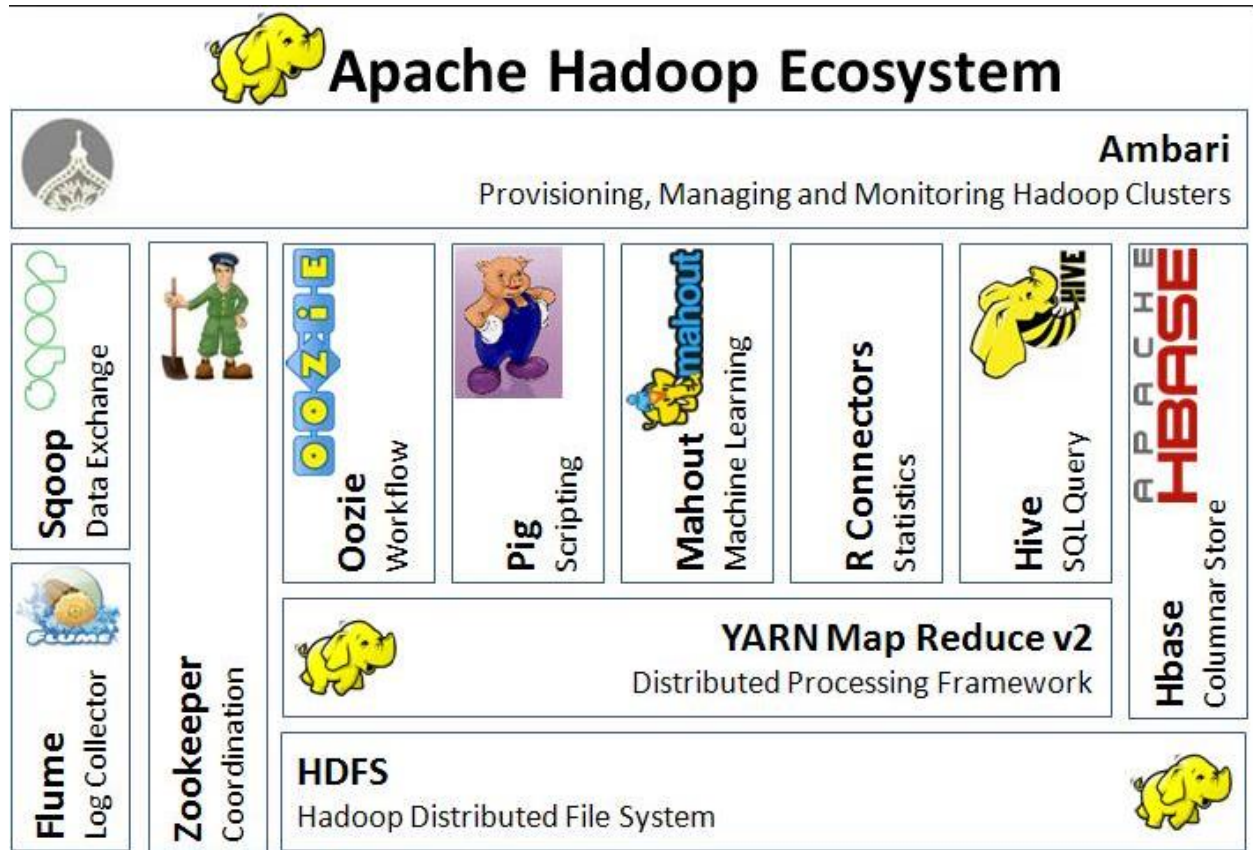 Apache Hadoop Ecosystem
Ambari
Provisioning, Managing and Monitoring Hadoop Clusters
sqoop
Sqoop
Data Exchange
FLUME
Flume
Log Collector
Zookeeper
Coordination
OOZiE
Oozie
Workflow
Pig
Scripting
mahout
Mahout
Machine Learning
R Connectors
Statistics
HIVE
Hive
SQL Query
APACHE
HBASE
Hbase
Columnar Store
YARN Map Reduce v2
Distributed Processing Framework
HDFS
Hadoop Distributed File System